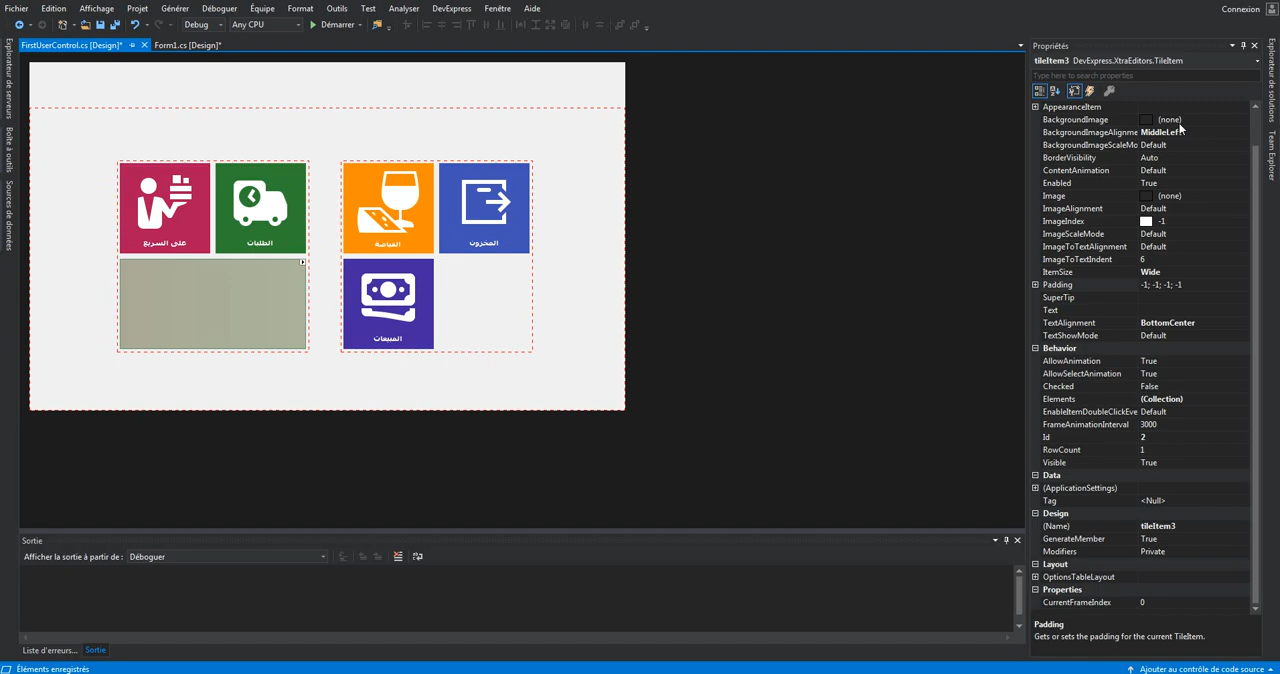 Fichier Edition Affichage Projet Générer Déboguer Équipe Format Outils Test Analyser DevExpress Fenêtre Aide Connexion
Debug Any CPU Démarrer
FirstUserControl.cs [Design]* Form1.cs [Design]*
Explorateur de serveurs
Boîte à outils
Sources de données
على السريع
الطلبات
المخزون
المبيعات
Propriétés
tileItem3 DevExpress.XtraEditors.TileItem
Type here to search properties
AppearanceItem
BackgroundImage (none)
BackgroundImageAlignme MiddleLeft
BackgroundImageScaleMo Default
BorderVisibility Auto
ContentAnimation Default
Enabled True
Image (none)
ImageAlignment Default
ImageIndex -1
ImageScaleMode Default
ImageToTextAlignment Default
ImageToTextIndent 6
ItemSize Wide
Padding -1; -1; -1; -1
SuperTip
Text
TextAlignment BottomCenter
TextShowMode Default
Behavior
AllowAnimation True
AllowSelectAnimation True
Checked False
Elements (Collection)
EnableItemDoubleClickEve Default
FrameAnimationInterval 3000
Id 2
RowCount 1
Visible True
Data
(ApplicationSettings)
Tag <Null>
Design
(Name) tileItem3
GenerateMember True
Modifiers Private
Layout
OptionsTableLayout
Properties
CurrentFrameIndex 0
Padding
Gets or sets the padding for the current TileItem.
Explorateur de solutions
Team Explorer
Sortie
Afficher la sortie à partir de : Déboguer
Liste d'erreurs... Sortie
Éléments enregistrés Ajouter au contrôle de code source